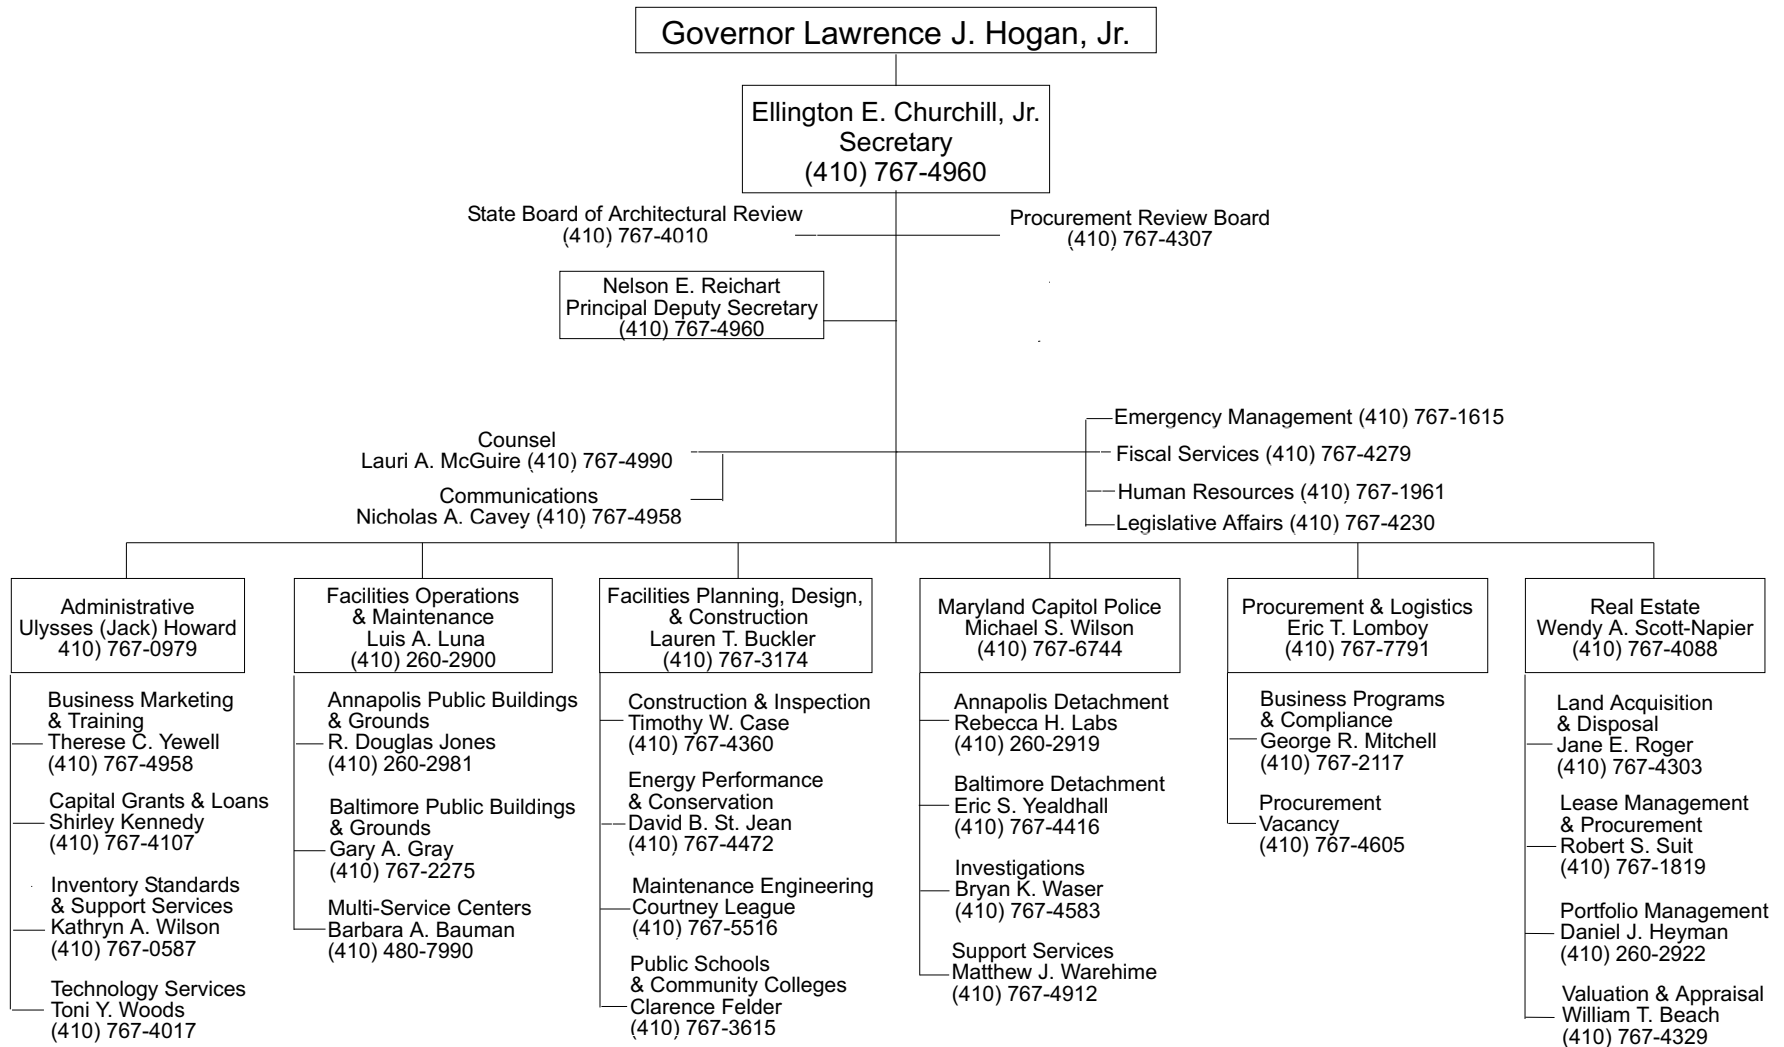 Governor Lawrence J. Hogan, Jr.
Ellington E. Churchill, Jr.
Secretary
(410) 767-4960
State Board of Architectural Review
(410) 767-4010
Procurement Review Board
(410) 767-4307
Nelson E. Reichart
Principal Deputy Secretary
(410) 767-4960
Counsel
Lauri A. McGuire (410) 767-4990
Communications
Nicholas A. Cavey (410) 767-4958
Emergency Management (410) 767-1615
Fiscal Services (410) 767-4279
Human Resources (410) 767-1961
Legislative Affairs (410) 767-4230
Administrative
Ulysses (Jack) Howard
410) 767-0979
Business Marketing
& Training
Therese C. Yewell
(410) 767-4958
Capital Grants & Loans
Shirley Kennedy
(410) 767-4107
Inventory Standards
& Support Services
Kathryn A. Wilson
(410) 767-0587
Technology Services
Toni Y. Woods
(410) 767-4017
Facilities Operations
& Maintenance
Luis A. Luna
(410) 260-2900
Annapolis Public Buildings
& Grounds
R. Douglas Jones
(410) 260-2981
Baltimore Public Buildings
& Grounds
Gary A. Gray
(410) 767-2275
Multi-Service Centers
Barbara A. Bauman
(410) 480-7990
Facilities Planning, Design,
& Construction
Lauren T. Buckler
(410) 767-3174
Construction & Inspection
Timothy W. Case
(410) 767-4360
Energy Performance
& Conservation
David B. St. Jean
(410) 767-4472
Maintenance Engineering
Courtney League
(410) 767-5516
Public Schools
& Community Colleges
Clarence Felder
(410) 767-3615
Maryland Capitol Police
Michael S. Wilson
(410) 767-6744
Annapolis Detachment
Rebecca H. Labs
(410) 260-2919
Baltimore Detachment
Eric S. Yealdhall
(410) 767-4416
Investigations
Bryan K. Waser
(410) 767-4583
Support Services
Matthew J. Warehime
(410) 767-4912
Procurement & Logistics
Eric T. Lomboy
(410) 767-7791
Business Programs
& Compliance
George R. Mitchell
(410) 767-2117
Procurement
Vacancy
(410) 767-4605
Real Estate
Wendy A. Scott-Napier
(410) 767-4088
Land Acquisition
& Disposal
Jane E. Roger
(410) 767-4303
Lease Management
& Procurement
Robert S. Suit
(410) 767-1819
Portfolio Management
Daniel J. Heyman
(410) 260-2922
Valuation & Appraisal
William T. Beach
(410) 767-4329